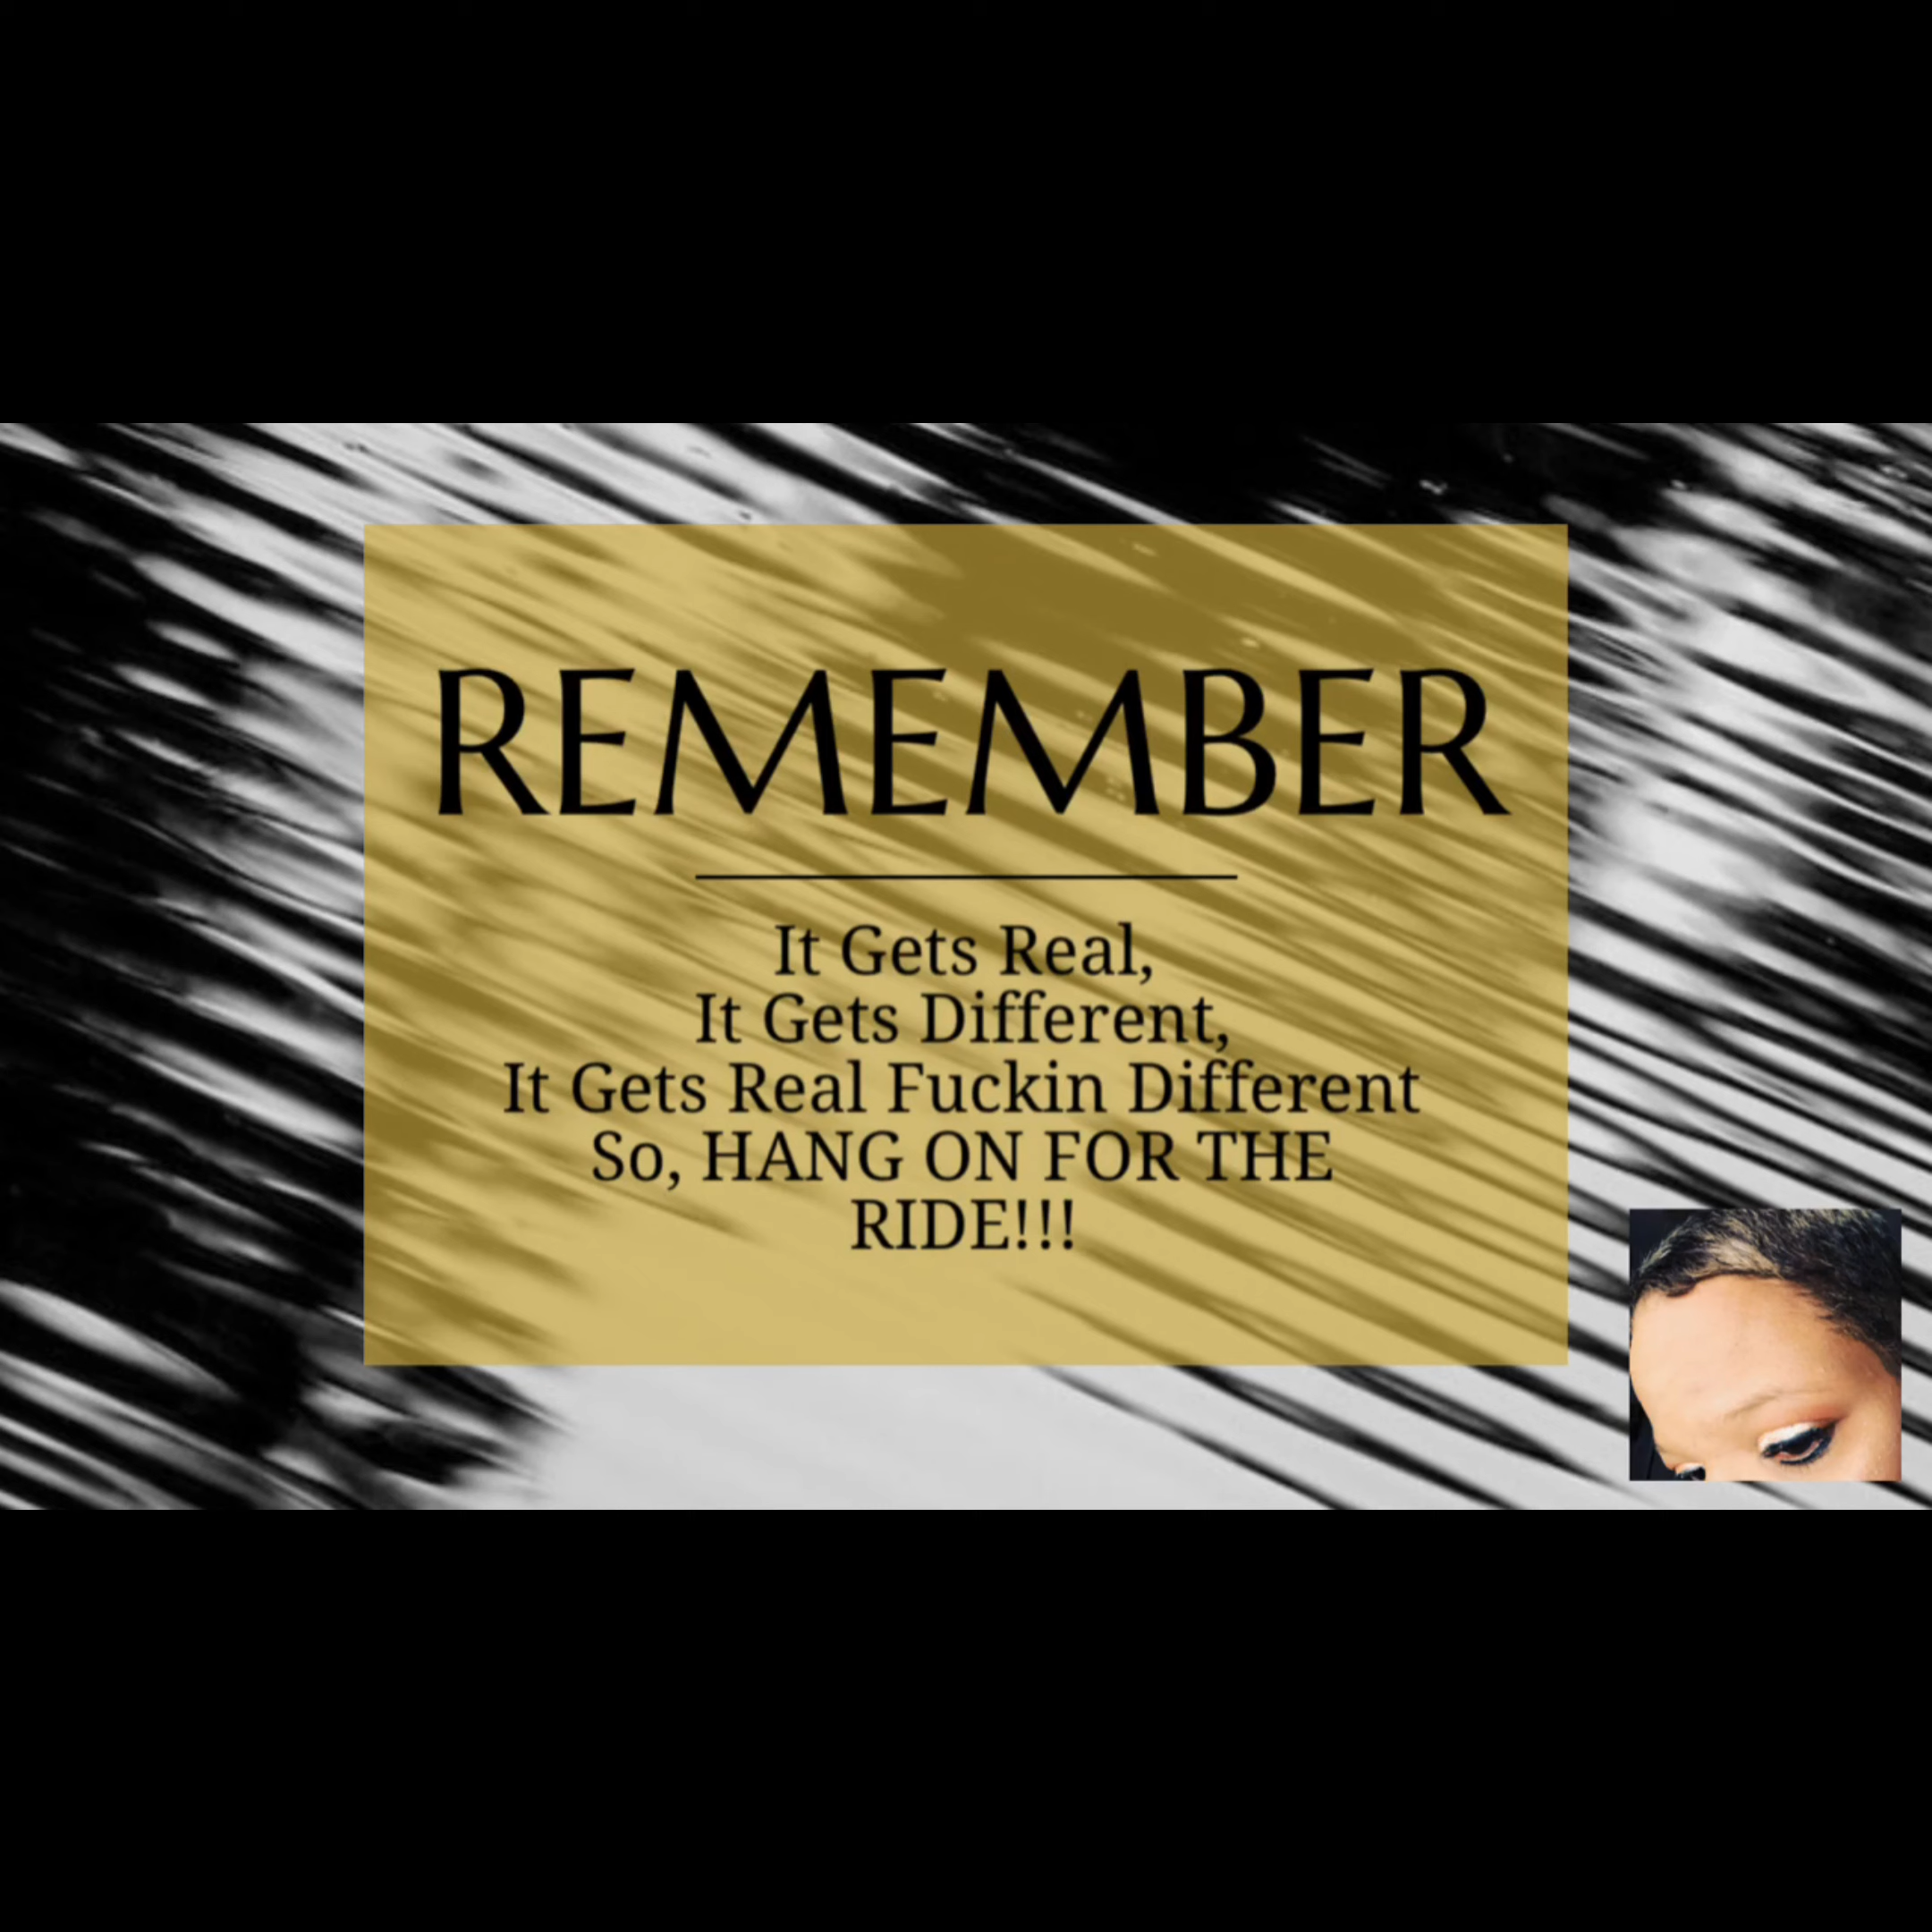 REMEMBER
It Gets Real,
It Gets Different,
It Gets Real Fuckin Different
So, HANG ON FOR THE
RIDE!!!